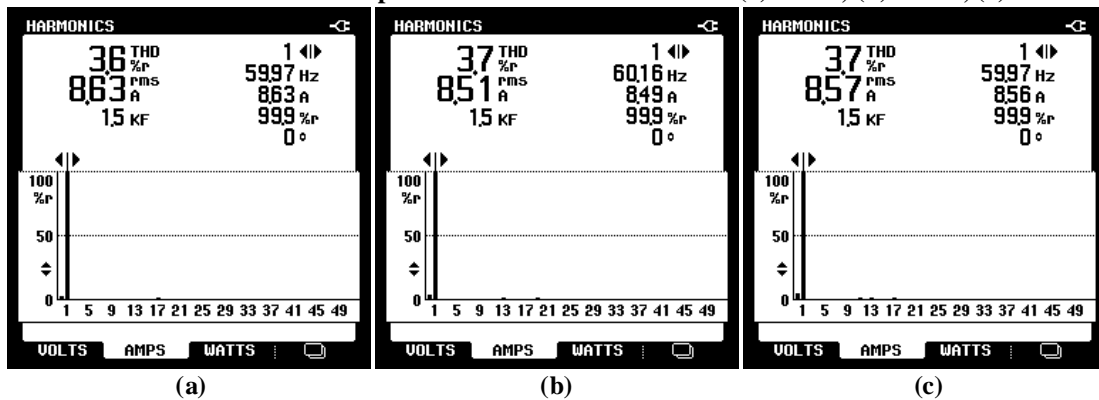 HARMONICS
3.6 THD %r
8.63 rms A
1.5 KF
1
59.97 Hz
8.63 A
99.9 %r
0 °
100
%r
50
0
1 5 9 13 17 21 25 29 33 37 41 45 49
VOLTS AMPS WATTS
(a)
HARMONICS
3.7 THD %r
8.51 rms A
1.5 KF
1
60.16 Hz
8.49 A
99.9 %r
0 °
100
%r
50
0
1 5 9 13 17 21 25 29 33 37 41 45 49
VOLTS AMPS WATTS
(b)
HARMONICS
3.7 THD %r
8.57 rms A
1.5 KF
1
59.97 Hz
8.56 A
99.9 %r
0 °
100
%r
50
0
1 5 9 13 17 21 25 29 33 37 41 45 49
VOLTS AMPS WATTS
(c)